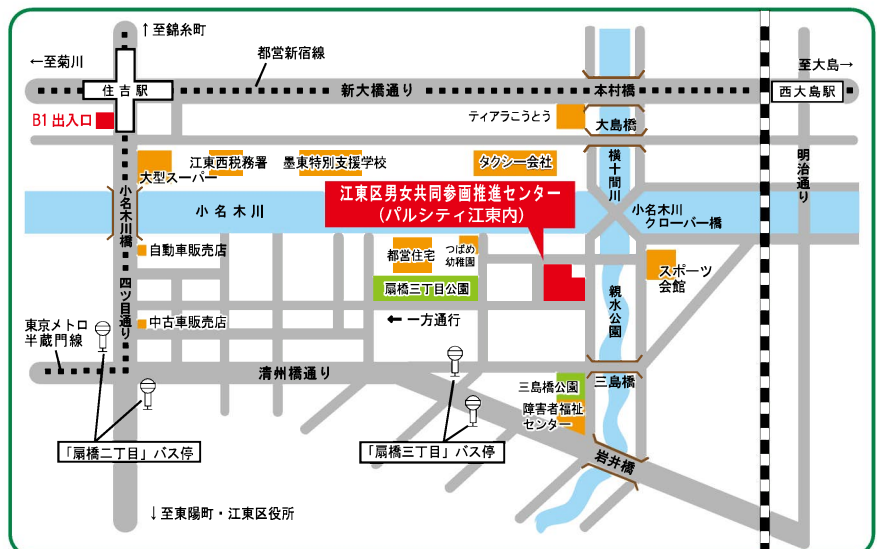 ↑至錦糸町
←至菊川
都営新宿線
至大島→
住吉駅
新大橋通り
本村橋
西大島駅
B1出入口
ティアラこうとう
大島橋
大型スーパー
江東西税務署
墨東特別支援学校
タクシー会社
横十間川
明治通り
江東区男女共同参画推進センター
(パルシティ江東内)
小名木川橋
小名木川
小名木川
クローバー橋
自動車販売店
都営住宅
つばめ
幼稚園
スポーツ
会館
扇橋三丁目公園
四ツ目通り
親水公園
中古車販売店
← 一方通行
東京メトロ
半蔵門線
清州橋通り
三島橋公園
三島橋
障害者福祉
センター
「扇橋二丁目」バス停
「扇橋三丁目」バス停
岩井橋
↓至東陽町・江東区役所